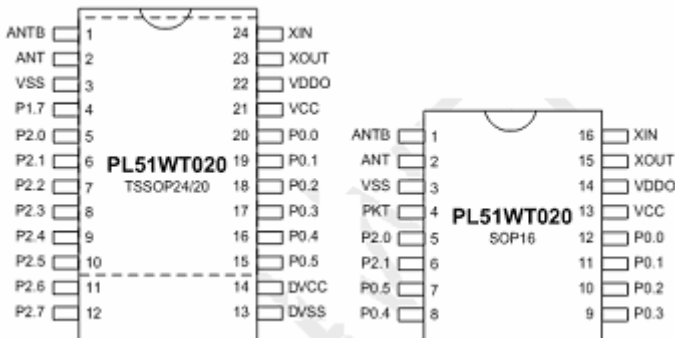 ANTB 1 24 XIN
ANT 2 23 XOUT
VSS 3 22 VDDO
P1.7 4 21 VCC
P2.0 5 20 P0.0
P2.1 6 19 P0.1
P2.2 7 18 P0.2
P2.3 8 17 P0.3
P2.4 9 16 P0.4
P2.5 10 15 P0.5
P2.6 11 14 DVCC
P2.7 12 13 DVSS
PL51WT020
TSSOP24/20
ANTB 1 16 XIN
ANT 2 15 XOUT
VSS 3 14 VDDO
PKT 4 13 VCC
P2.0 5 12 P0.0
P2.1 6 11 P0.1
P0.5 7 10 P0.2
P0.4 8 9 P0.3
PL51WT020
SOP16